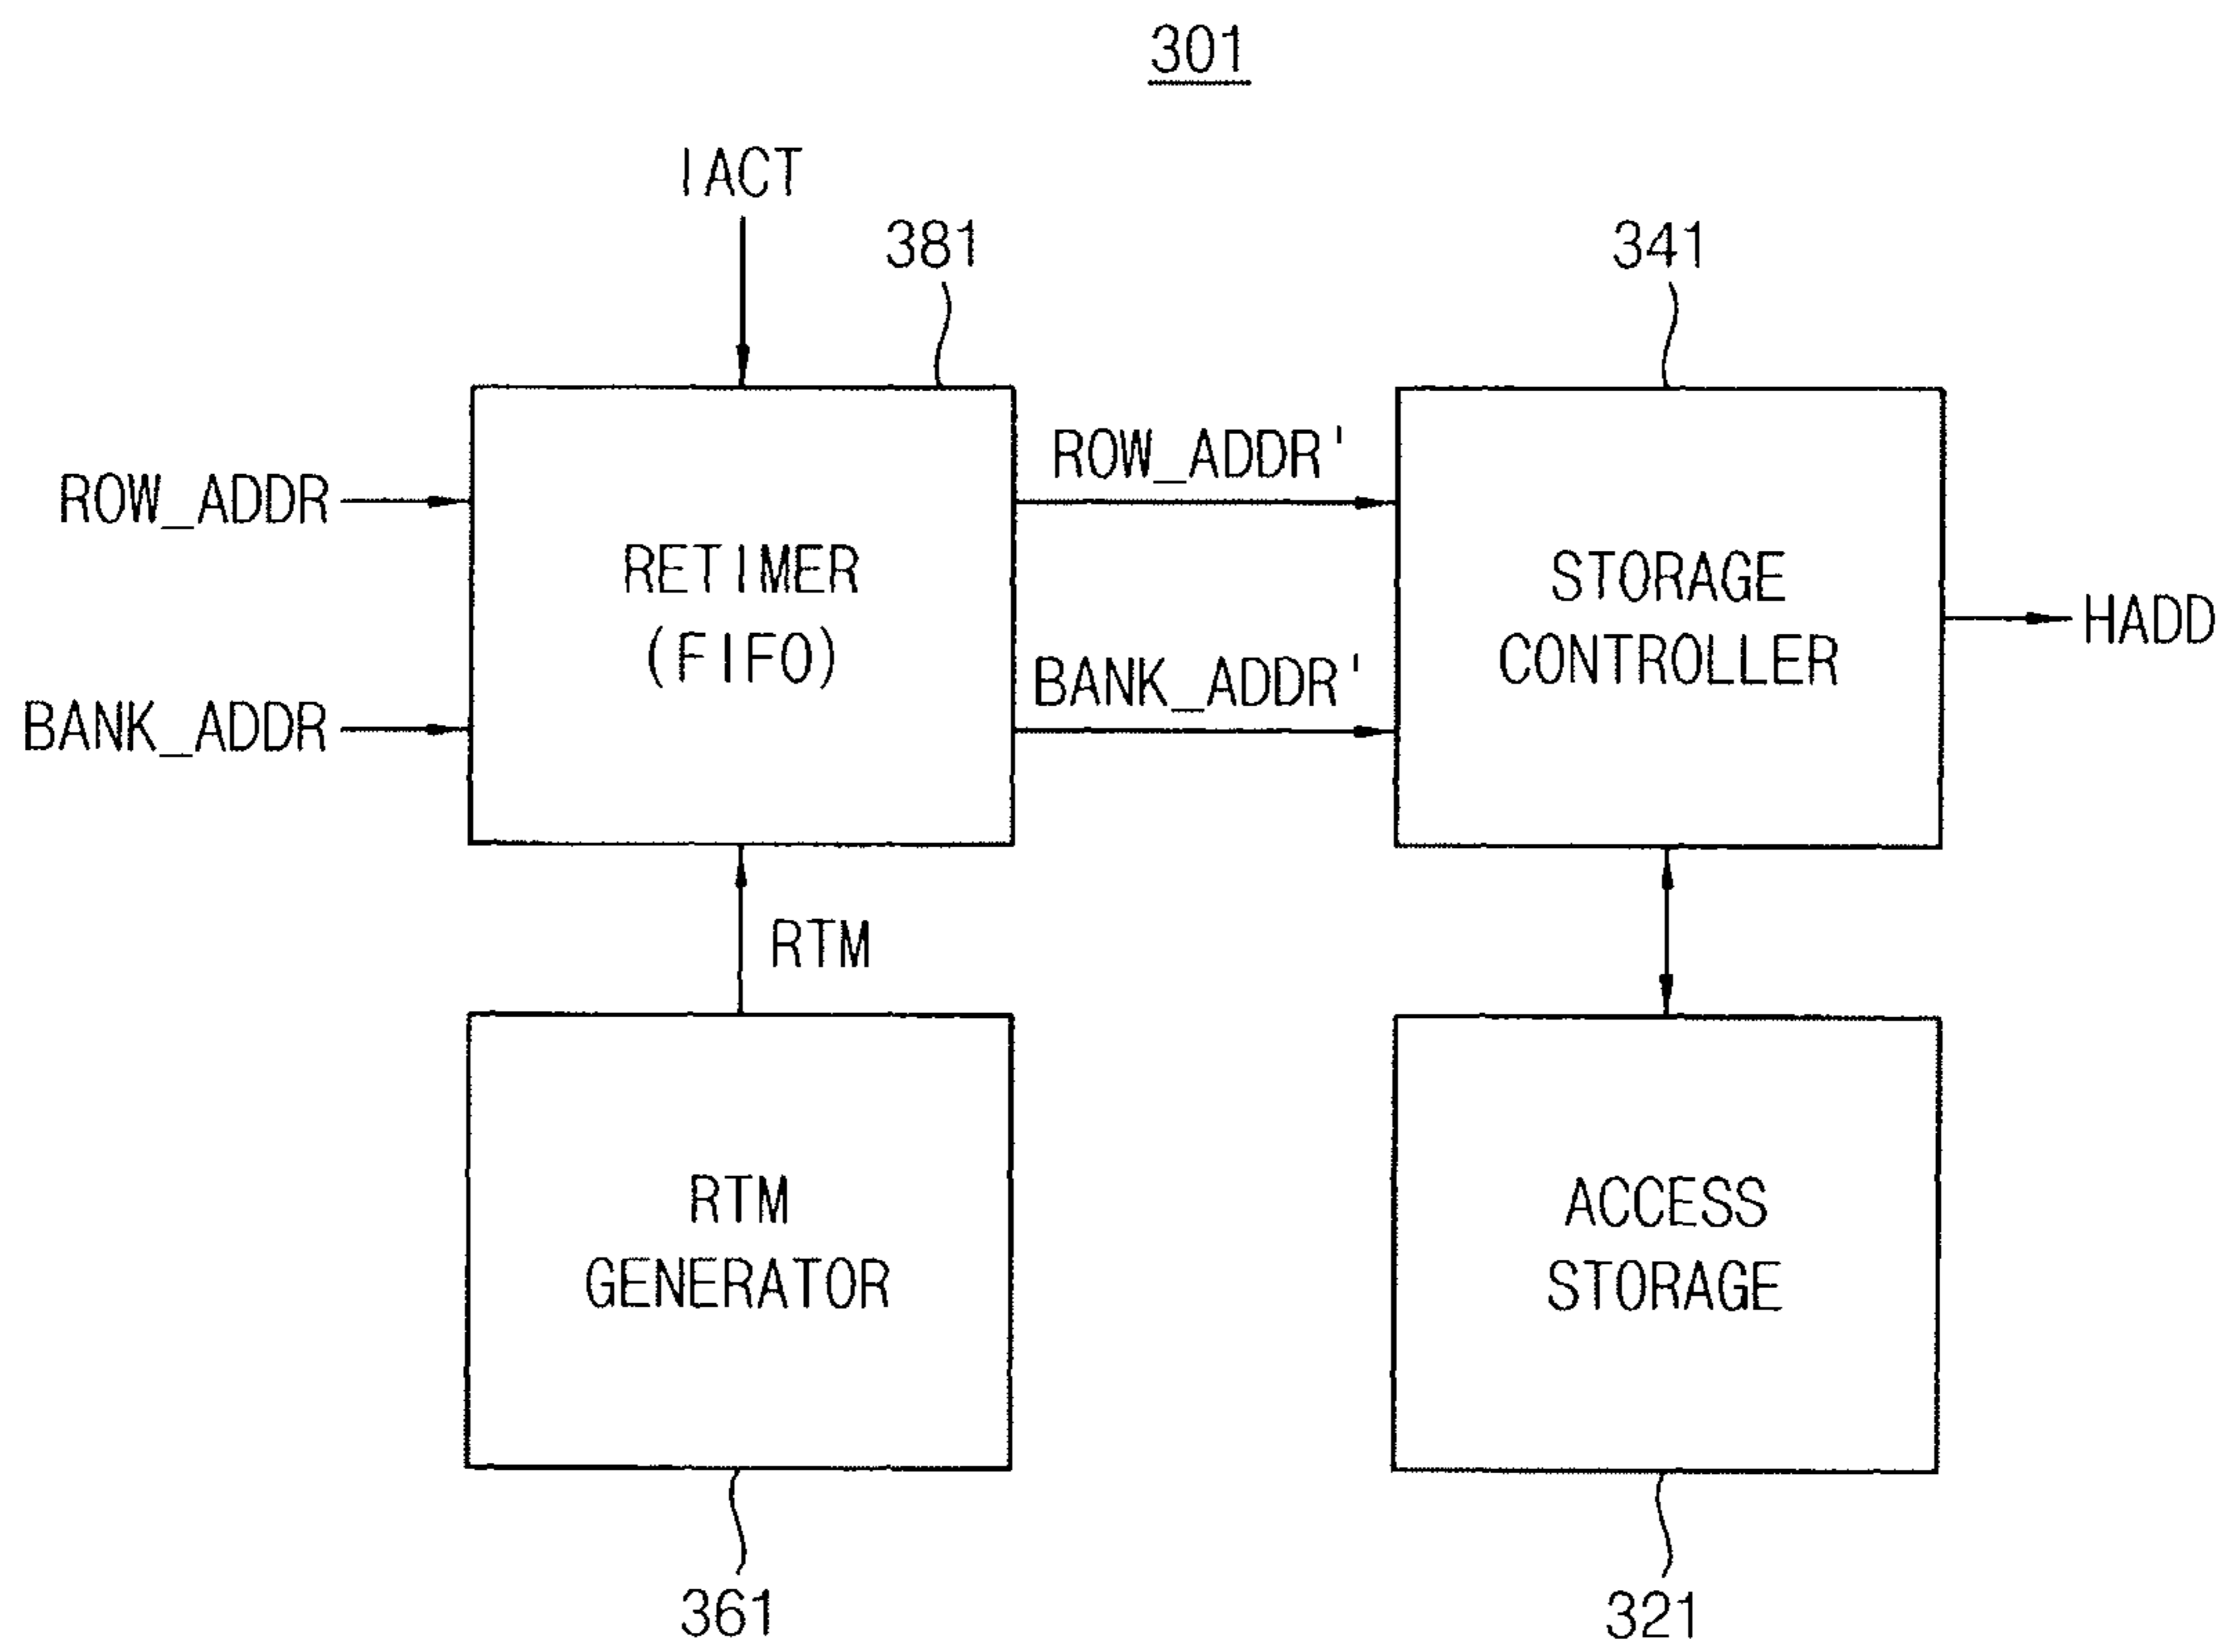 301
IACT
381
341
ROW_ADDR
ROW_ADDR'
RETIMER
(FIFO)
STORAGE
CONTROLLER
HADD
BANK_ADDR
BANK_ADDR'
RTM
RTM
GENERATOR
ACCESS
STORAGE
361
321